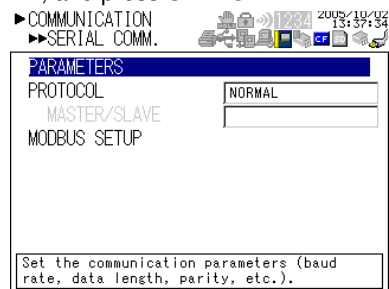 ►COMMUNICATION
►►SERIAL COMM.
1234
2005/10/02
13:37:34
CF
PARAMETERS
PROTOCOL
NORMAL
MASTER/SLAVE
MODBUS SETUP
Set the communication parameters (baud
rate, data length, parity, etc.).